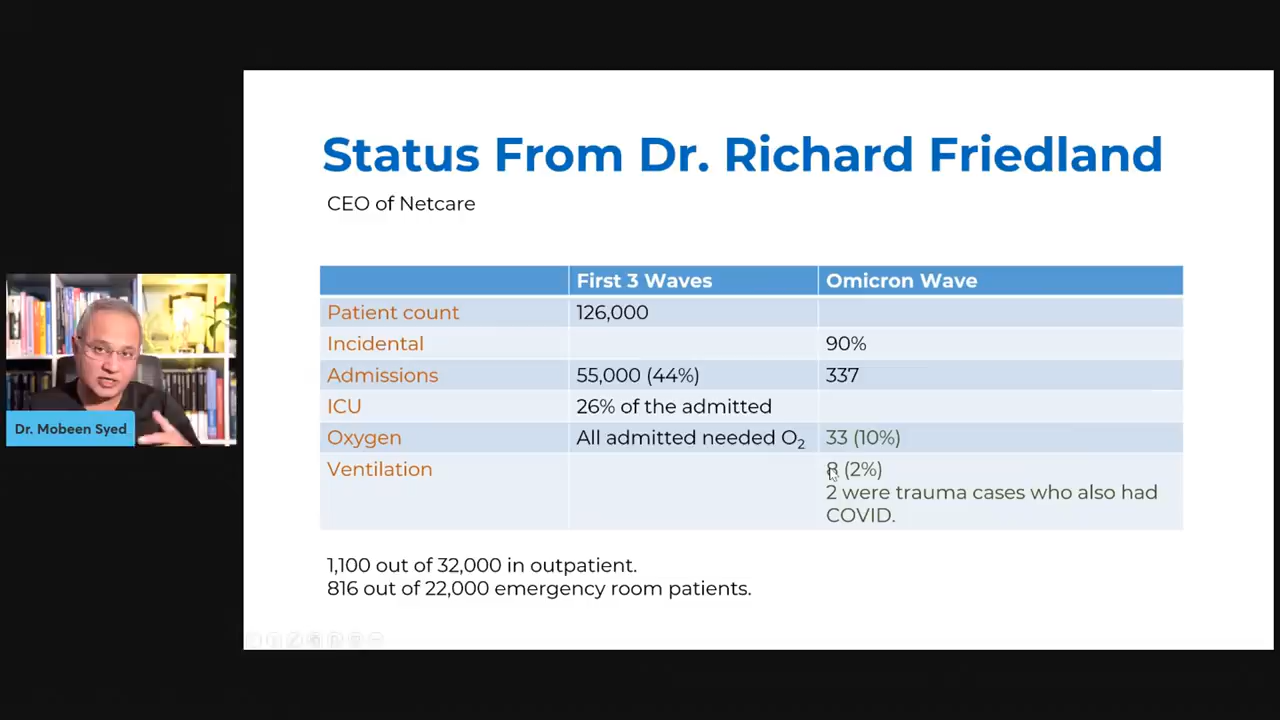 Status From Dr. Richard Friedland
CEO of Netcare
First 3 Waves Omicron Wave
Patient count 126,000
Incidental 90%
Admissions 55,000 (44%) 337
ICU 26% of the admitted
Oxygen All admitted needed O₂ 33 (10%)
Ventilation 8 (2%)
2 were trauma cases who also had
COVID.
1,100 out of 32,000 in outpatient.
816 out of 22,000 emergency room patients.
Dr. Mobeen Syed